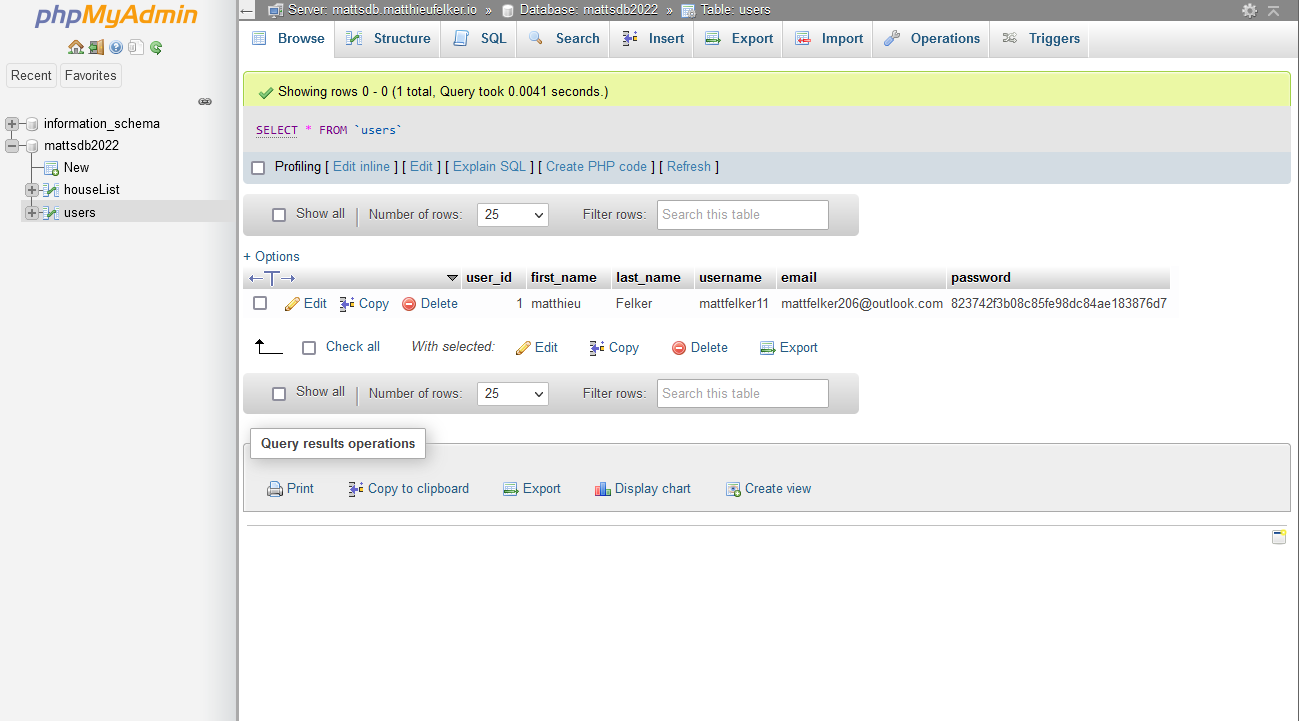 phpMyAdmin
Recent Favorites
information_schema
mattsdb2022
New
houseList
users
Server: mattsdb.matthieufelker.io » Database: mattsdb2022 » Table: users
Browse Structure SQL Search Insert Export Import Operations Triggers
Showing rows 0 - 0 (1 total, Query took 0.0041 seconds.)
SELECT * FROM `users`
Profiling [ Edit inline ] [ Edit ] [ Explain SQL ] [ Create PHP code ] [ Refresh ]
Show all Number of rows: 25 Filter rows: Search this table
+ Options
←T→ user_id first_name last_name username email password
Edit Copy Delete 1 matthieu Felker mattfelker11 mattfelker206@outlook.com 823742f3b08c85fe98dc84ae183876d7
Check all With selected: Edit Copy Delete Export
Show all Number of rows: 25 Filter rows: Search this table
Query results operations
Print Copy to clipboard Export Display chart Create view